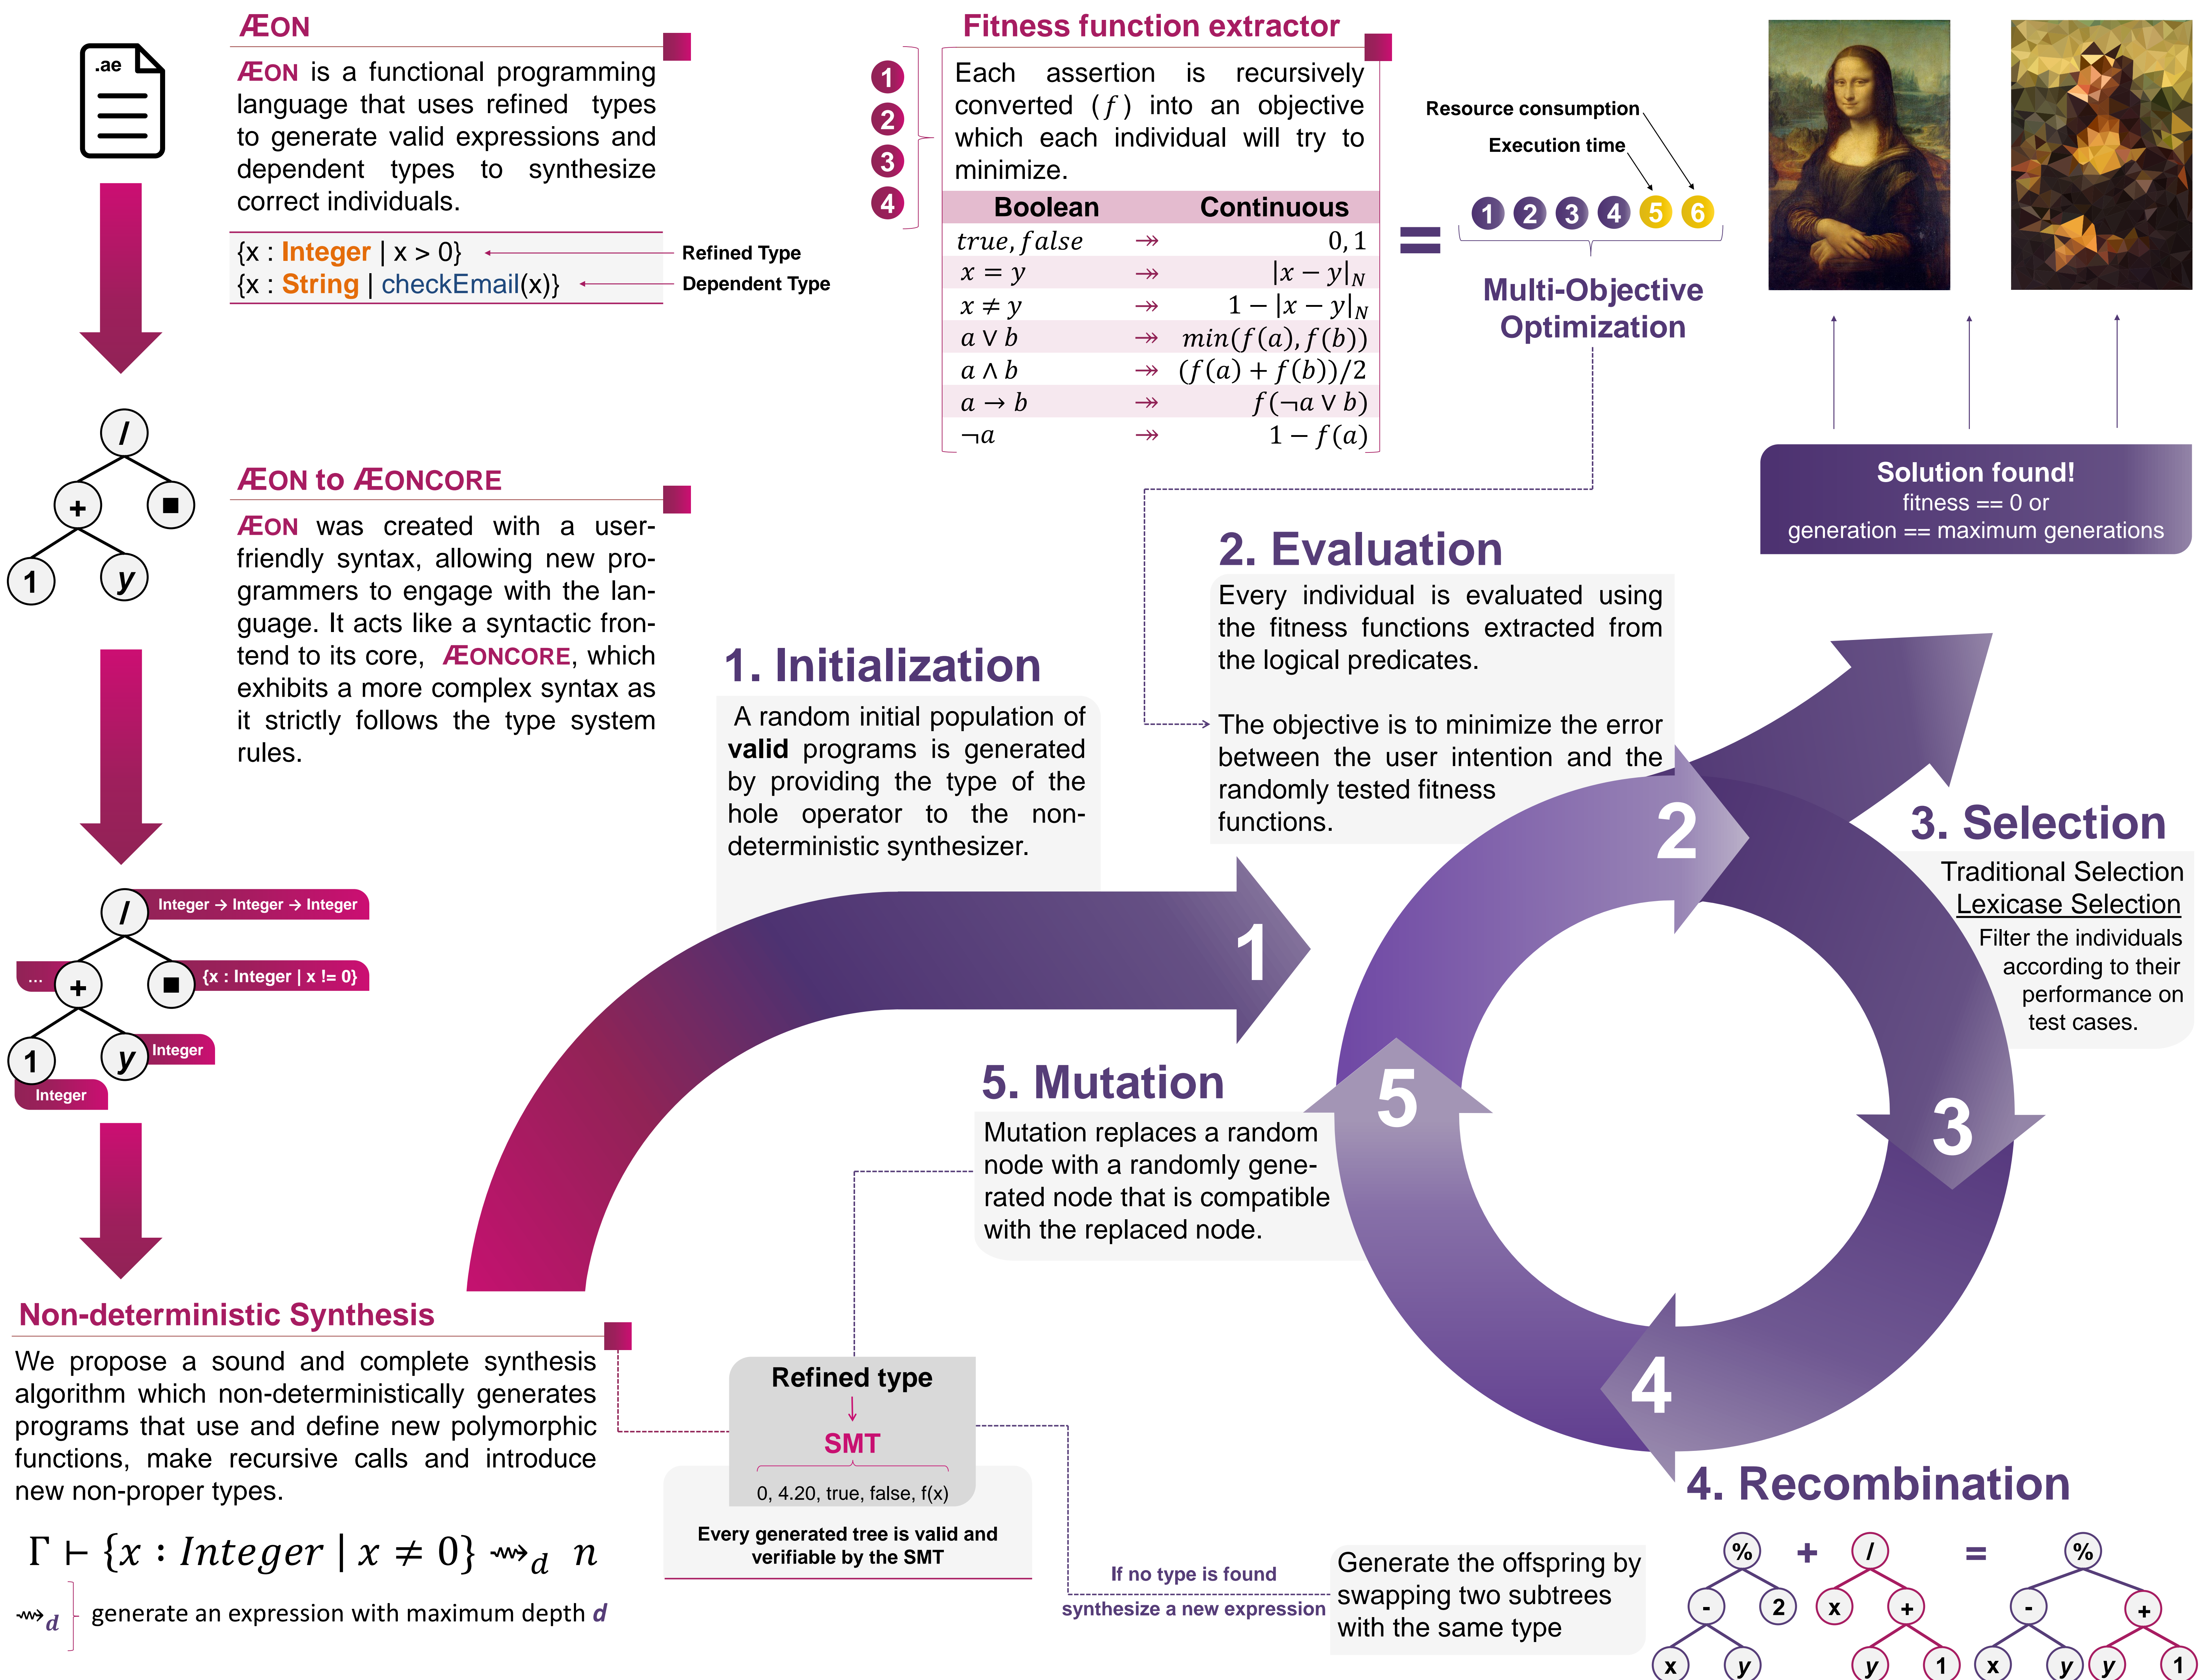 .ae
ÆON
ÆON is a functional programming
language that uses refined types
to generate valid expressions and
dependent types to synthesize
correct individuals.
{x : Integer | x > 0}
{x : String | checkEmail(x)}
Refined Type
Dependent Type
/
+
■
1
y
ÆON to ÆONCORE
ÆON was created with a user-
friendly syntax, allowing new pro-
grammers to engage with the lan-
guage. It acts like a syntactic fron-
tend to its core, ÆONCORE, which
exhibits a more complex syntax as
it strictly follows the type system
rules.
/
Integer → Integer → Integer
...
+
■
{x : Integer | x != 0}
1
y
Integer
Integer
Non-deterministic Synthesis
We propose a sound and complete synthesis
algorithm which non-deterministically generates
programs that use and define new polymorphic
functions, make recursive calls and introduce
new non-proper types.
Γ ⊢ {x : Integer | x ≠ 0} ⇝d n
⇝d generate an expression with maximum depth d
Fitness function extractor
1
2
3
4
Each assertion is recursively
converted (f) into an objective
which each individual will try to
minimize.
Boolean Continuous
true, false ↠ 0, 1
x = y ↠ |x − y|N
x ≠ y ↠ 1 − |x − y|N
a ∨ b ↠ min(f(a), f(b))
a ∧ b ↠ (f(a) + f(b))/2
a → b ↠ f(¬a ∨ b)
¬a ↠ 1 − f(a)
=
Resource consumption
Execution time
1 2 3 4 5 6
Multi-Objective
Optimization
Solution found!
fitness == 0 or
generation == maximum generations
1. Initialization
A random initial population of
valid programs is generated
by providing the type of the
hole operator to the non-
deterministic synthesizer.
1
2. Evaluation
Every individual is evaluated using
the fitness functions extracted from
the logical predicates.
The objective is to minimize the error
between the user intention and the
randomly tested fitness
functions.
2
3. Selection
Traditional Selection
Lexicase Selection
Filter the individuals
according to their
performance on
test cases.
3
5. Mutation
Mutation replaces a random
node with a randomly gene-
rated node that is compatible
with the replaced node.
5
4
Refined type
SMT
0, 4.20, true, false, f(x)
Every generated tree is valid and
verifiable by the SMT
If no type is found
synthesize a new expression
4. Recombination
Generate the offspring by
swapping two subtrees
with the same type
% + / = %
- 2 x + - +
x y y 1 x y y 1